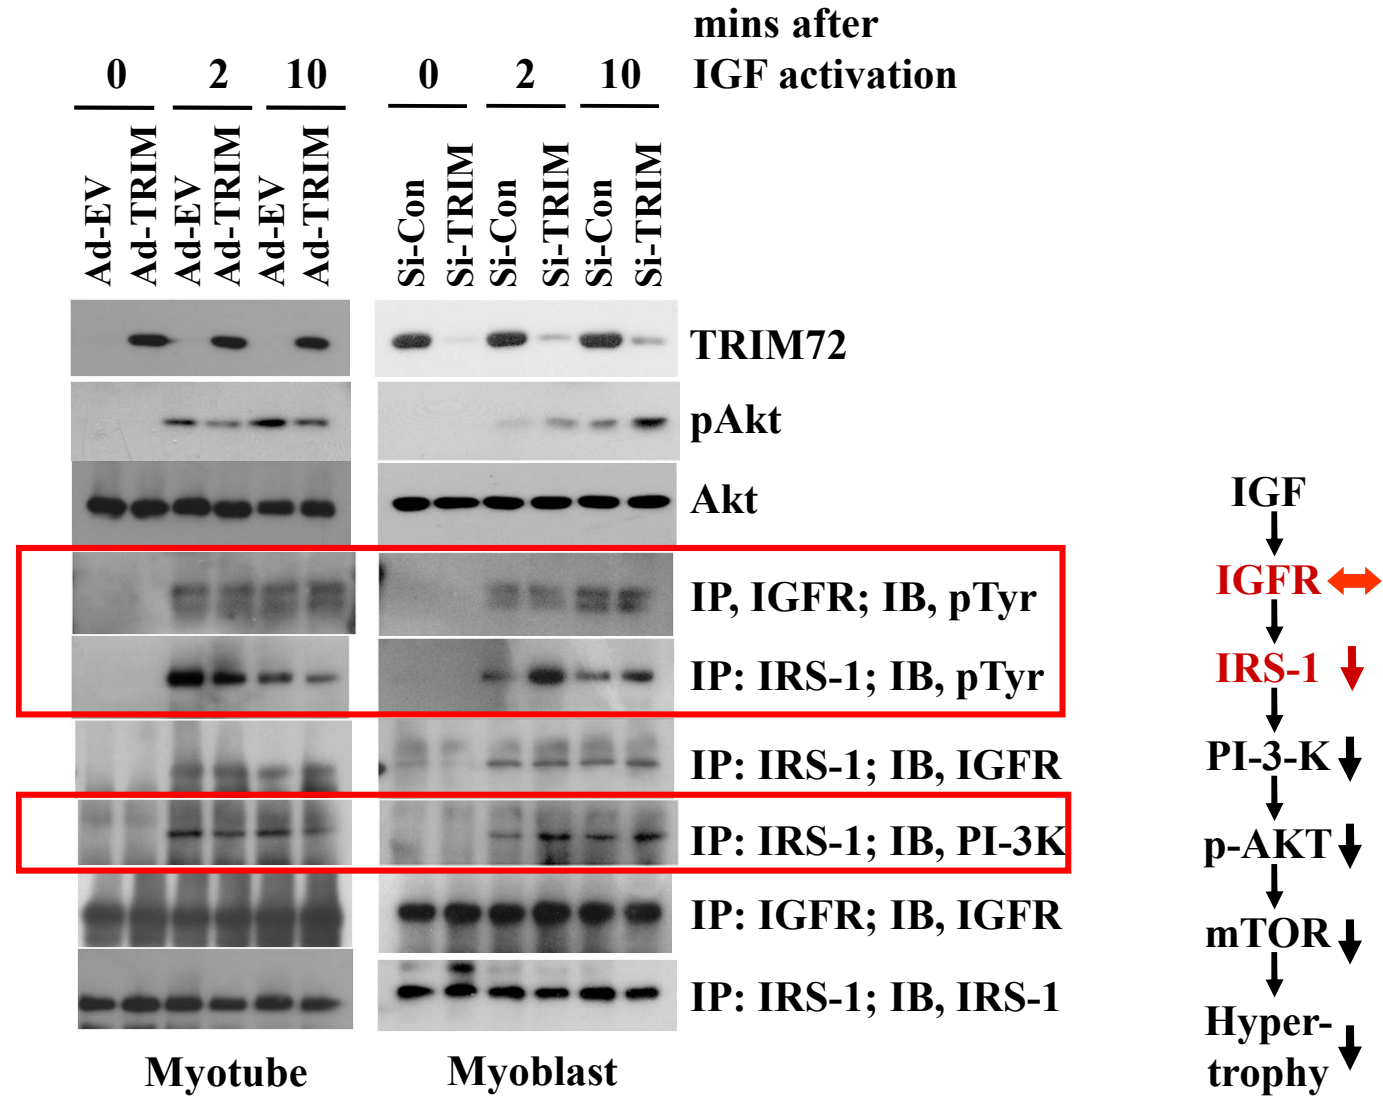 mins after
0 2 10 0 2 10 IGF activation
Ad-EV
Ad-TRIM
Ad-EV
Ad-TRIM
Ad-EV
Ad-TRIM
Si-Con
Si-TRIM
Si-Con
Si-TRIM
Si-Con
Si-TRIM
TRIM72
pAkt
Akt
IP, IGFR; IB, pTyr
IP: IRS-1; IB, pTyr
IP: IRS-1; IB, IGFR
IP: IRS-1; IB, PI-3K
IP: IGFR; IB, IGFR
IP: IRS-1; IB, IRS-1
Myotube Myoblast
IGF
IGFR
IRS-1
PI-3-K
p-AKT
mTOR
Hyper-
trophy